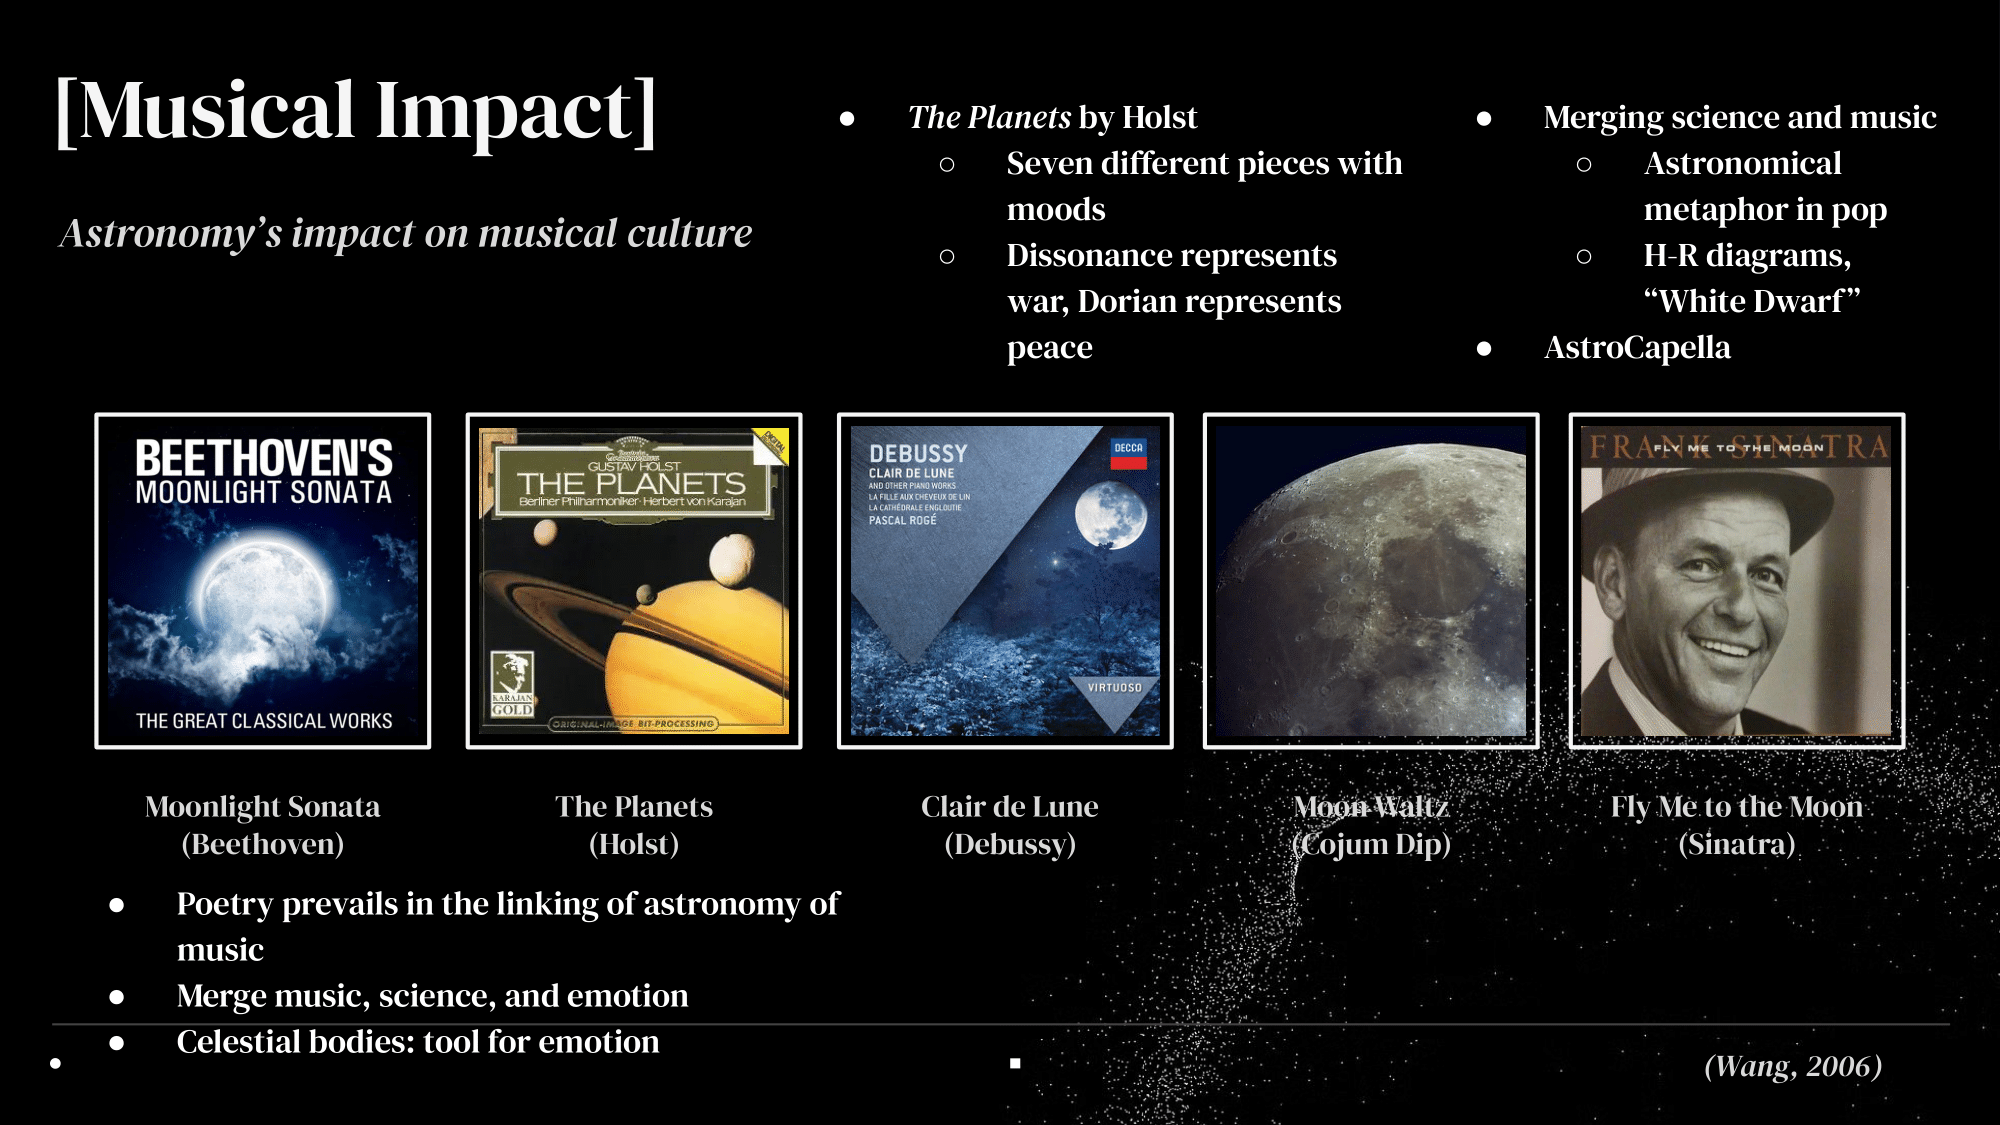 [Musical Impact]
Astronomy’s impact on musical culture
● The Planets by Holst
○ Seven different pieces with
moods
○ Dissonance represents
war, Dorian represents
peace
● Merging science and music
○ Astronomical
metaphor in pop
○ H-R diagrams,
“White Dwarf”
● AstroCapella
BEETHOVEN'S
MOONLIGHT SONATA
THE GREAT CLASSICAL WORKS
Moonlight Sonata
(Beethoven)
GUSTAV HOLST
THE PLANETS
Berliner Philharmoniker · Herbert von Karajan
KARAJAN
GOLD
ORIGINAL-IMAGE BIT-PROCESSING
The Planets
(Holst)
DEBUSSY
CLAIR DE LUNE
AND OTHER PIANO WORKS
LA FILLE AUX CHEVEUX DE LIN
LA CATHÉDRALE ENGLOUTIE
PASCAL ROGÉ
DECCA
VIRTUOSO
Clair de Lune
(Debussy)
Moon Waltz
(Cojum Dip)
FRANK SINATRA
FLY ME TO THE MOON
Fly Me to the Moon
(Sinatra)
● Poetry prevails in the linking of astronomy of
music
● Merge music, science, and emotion
● Celestial bodies: tool for emotion
(Wang, 2006)